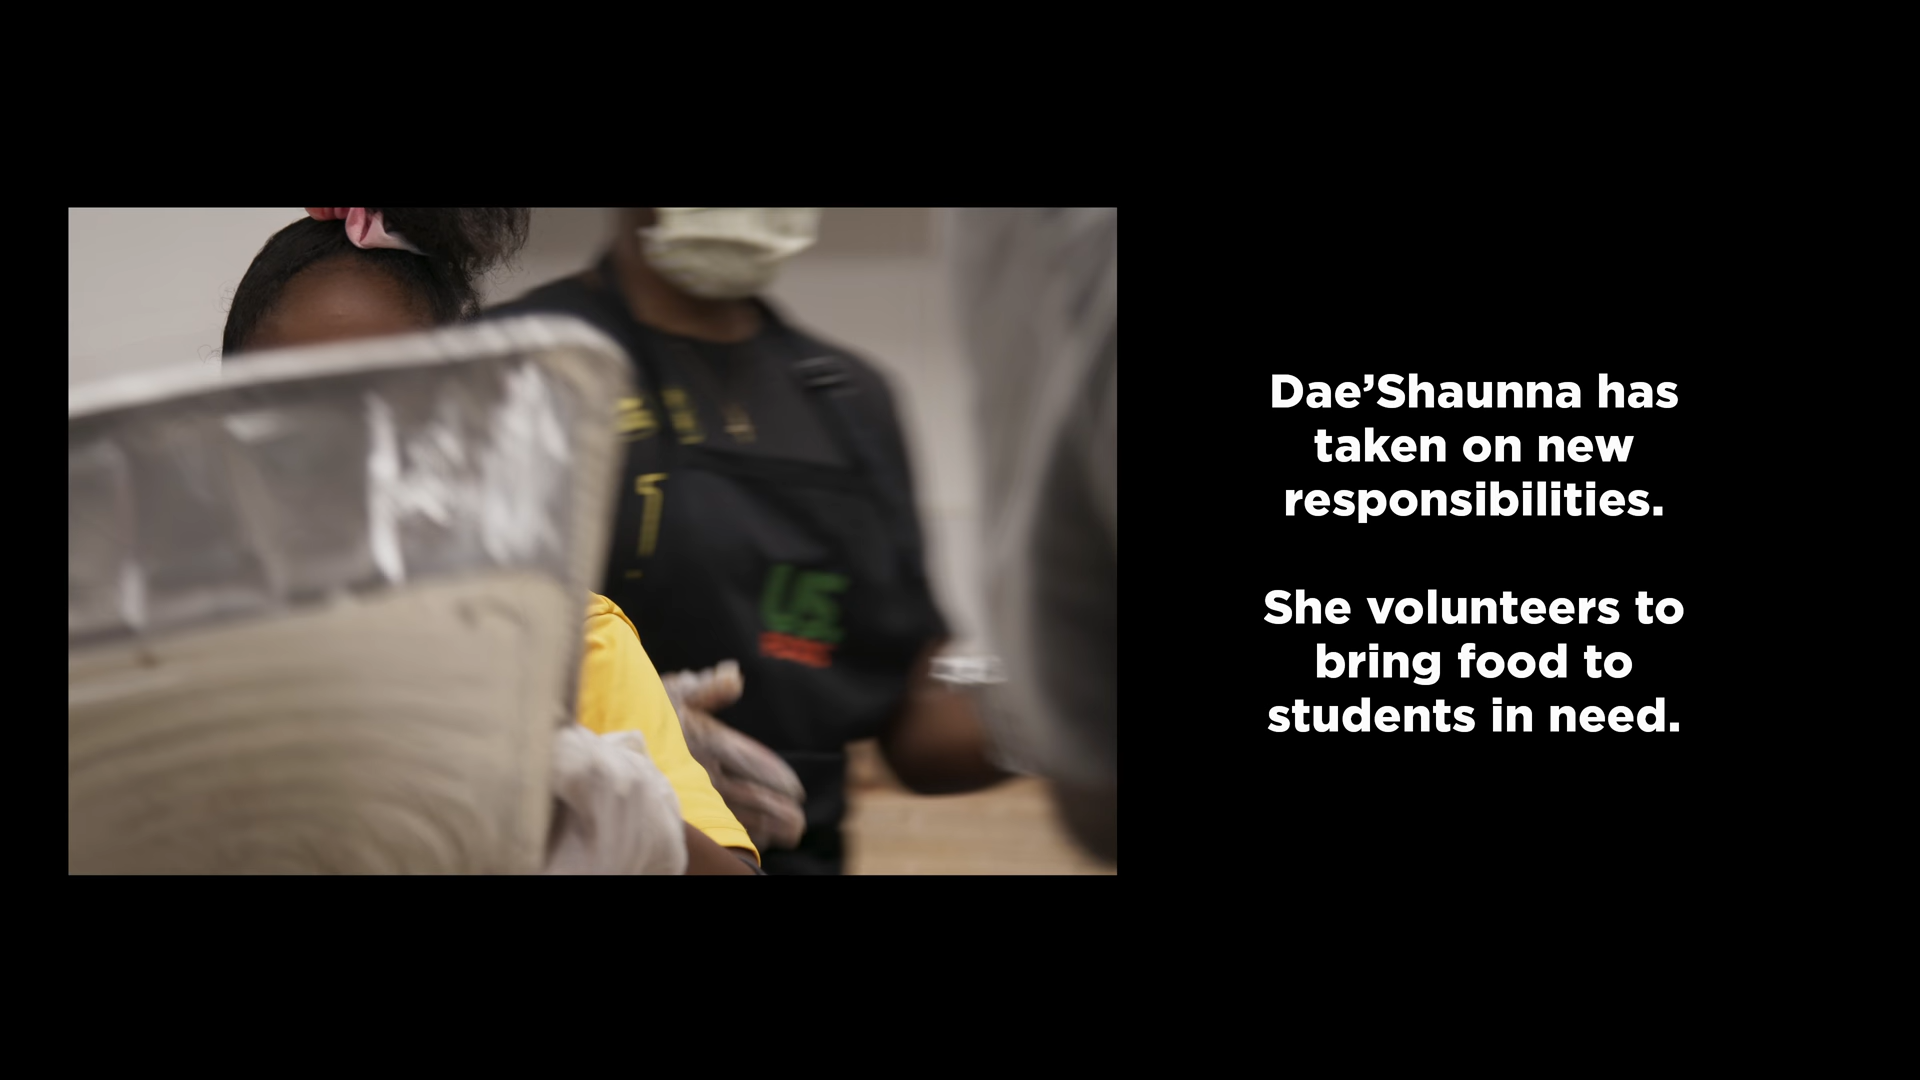 Dae’Shaunna has
taken on new
responsibilities.
She volunteers to
bring food to
students in need.